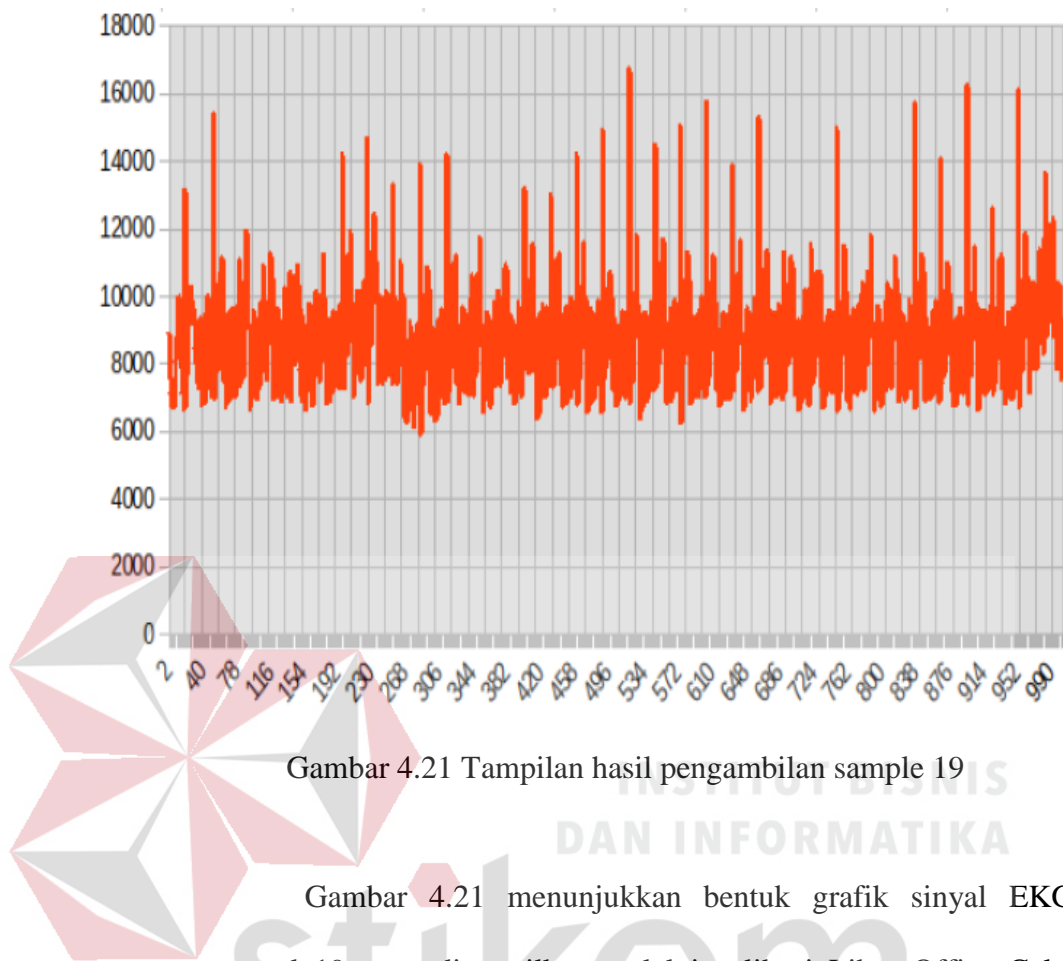 18000
16000
14000
12000
10000
8000
6000
4000
2000
0
2 40 78 116 154 192 230 268 306 344 382 420 458 496 534 572 610 648 686 724 762 800 838 876 914 952 990
Gambar 4.21 Tampilan hasil pengambilan sample 19
INSTITUT BISNIS
DAN INFORMATIKA
Gambar 4.21 menunjukkan bentuk grafik sinyal EKG
stikom